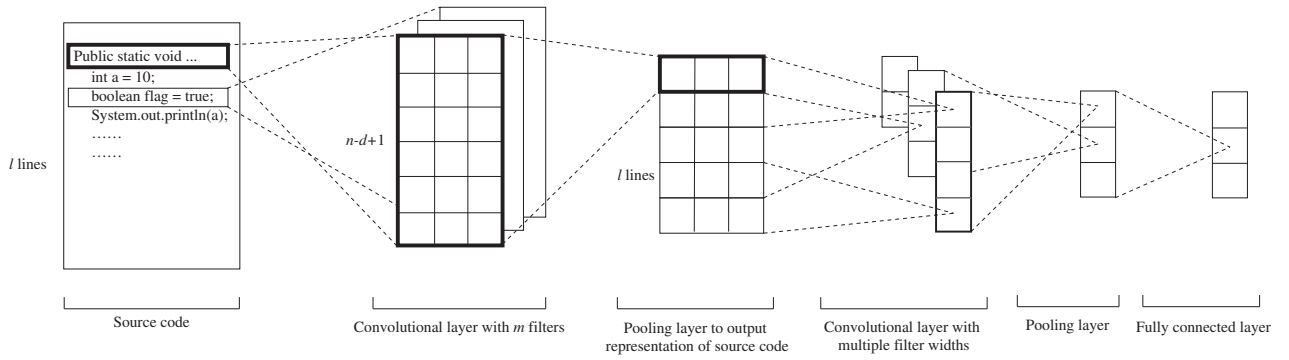 Public static void ...
int a = 10;
boolean flag = true;
System.out.println(a);
......
......
l lines
n-d+1
l lines
Source code
Convolutional layer with m filters
Pooling layer to output
representation of source code
Convolutional layer with
multiple filter widths
Pooling layer
Fully connected layer